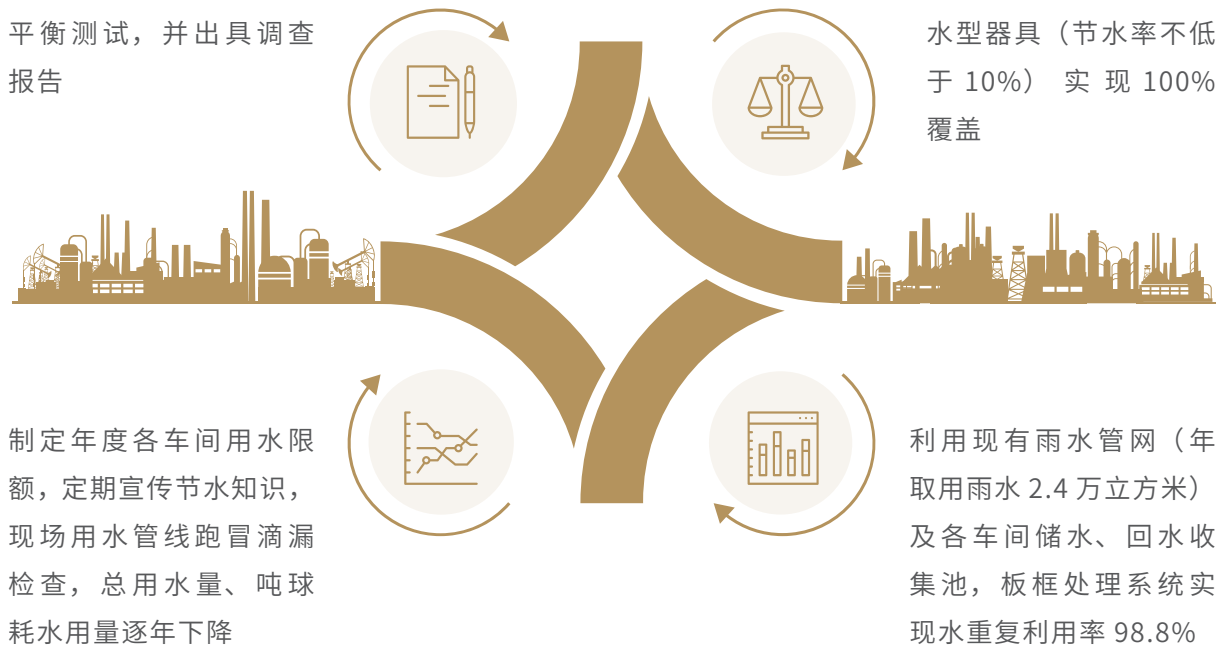 平衡测试，并出具调查
报告
水型器具（节水率不低
于 10%） 实 现 100%
覆盖
制定年度各车间用水限
额，定期宣传节水知识，
现场用水管线跑冒滴漏
检查，总用水量、吨球
耗水用量逐年下降
利用现有雨水管网（年
取用雨水 2.4 万立方米）
及各车间储水、回水收
集池，板框处理系统实
现水重复利用率 98.8%